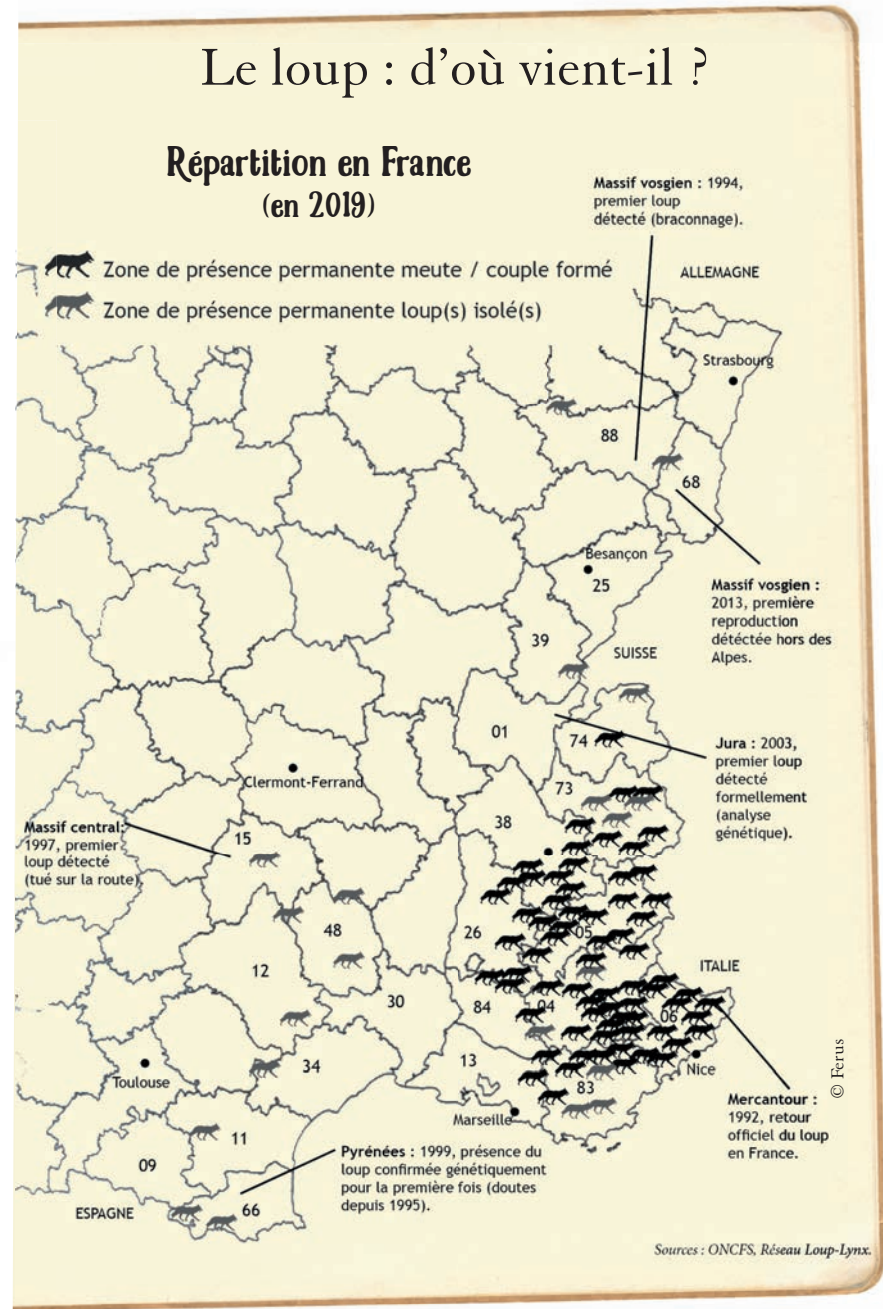 Le loup : d'où vient-il ?
Répartition en France
(en 2019)
Massif vosgien : 1994,
premier loup
détecté (braconnage).
Zone de présence permanente meute / couple formé
Zone de présence permanente loup(s) isolé(s)
ALLEMAGNE
Strasbourg
88
68
Besançon
25
Massif vosgien :
2013, première
reproduction
détéctée hors des
Alpes.
39
SUISSE
01
74
Jura : 2003,
premier loup
détecté
formellement
(analyse
génétique).
Clermont-Ferrand
73
38
Massif central:
1997, premier
loup détecté
(tué sur la route)
15
48
26
05
12
ITALIE
30
84
04
06
34
13
Nice
Toulouse
83
© Ferus
Marseille
Mercantour :
1992, retour
officiel du loup
en France.
11
09
Pyrénées : 1999, présence du
loup confirmée génétiquement
pour la première fois (doutes
depuis 1995).
66
ESPAGNE
Sources : ONCFS, Réseau Loup-Lynx.